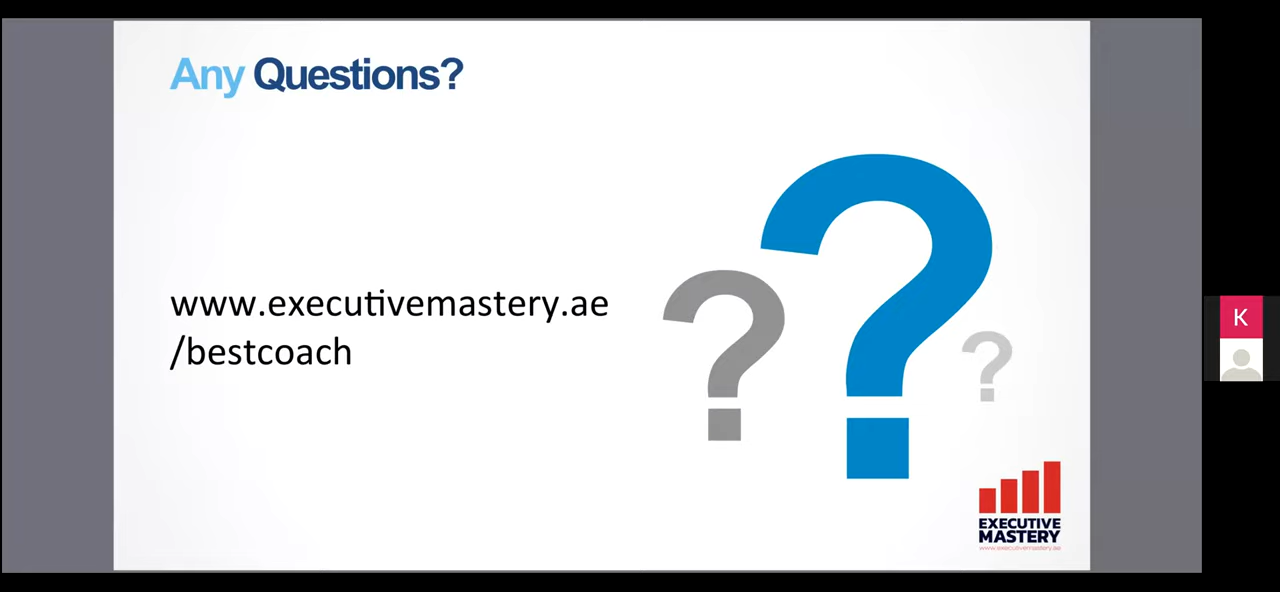 Any Questions?
www.executivemastery.ae
/bestcoach
? ? ?
K
EXECUTIVE
MASTERY
www.executivemastery.ae